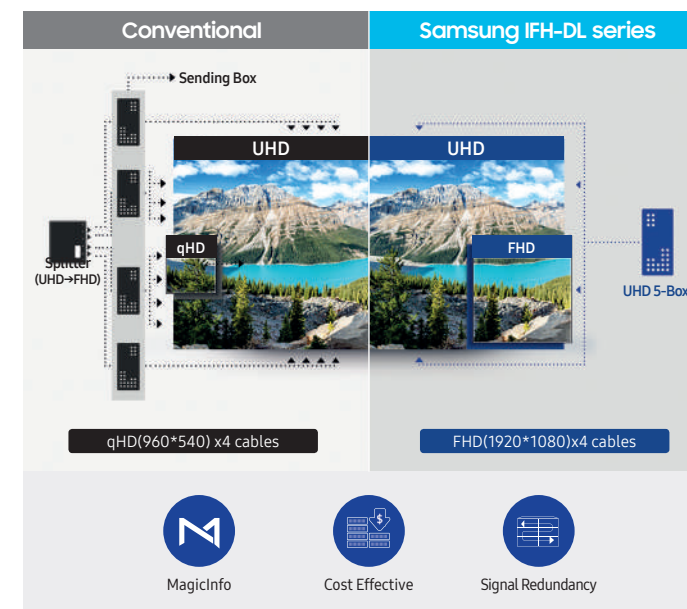 Conventional
Samsung IFH-DL series
Sending Box
UHD
UHD
qHD
FHD
Splitter
(UHD→FHD)
UHD 5-Box
qHD(960*540) x4 cables
FHD(1920*1080)x4 cables
$
MagicInfo
Cost Effective
Signal Redundancy